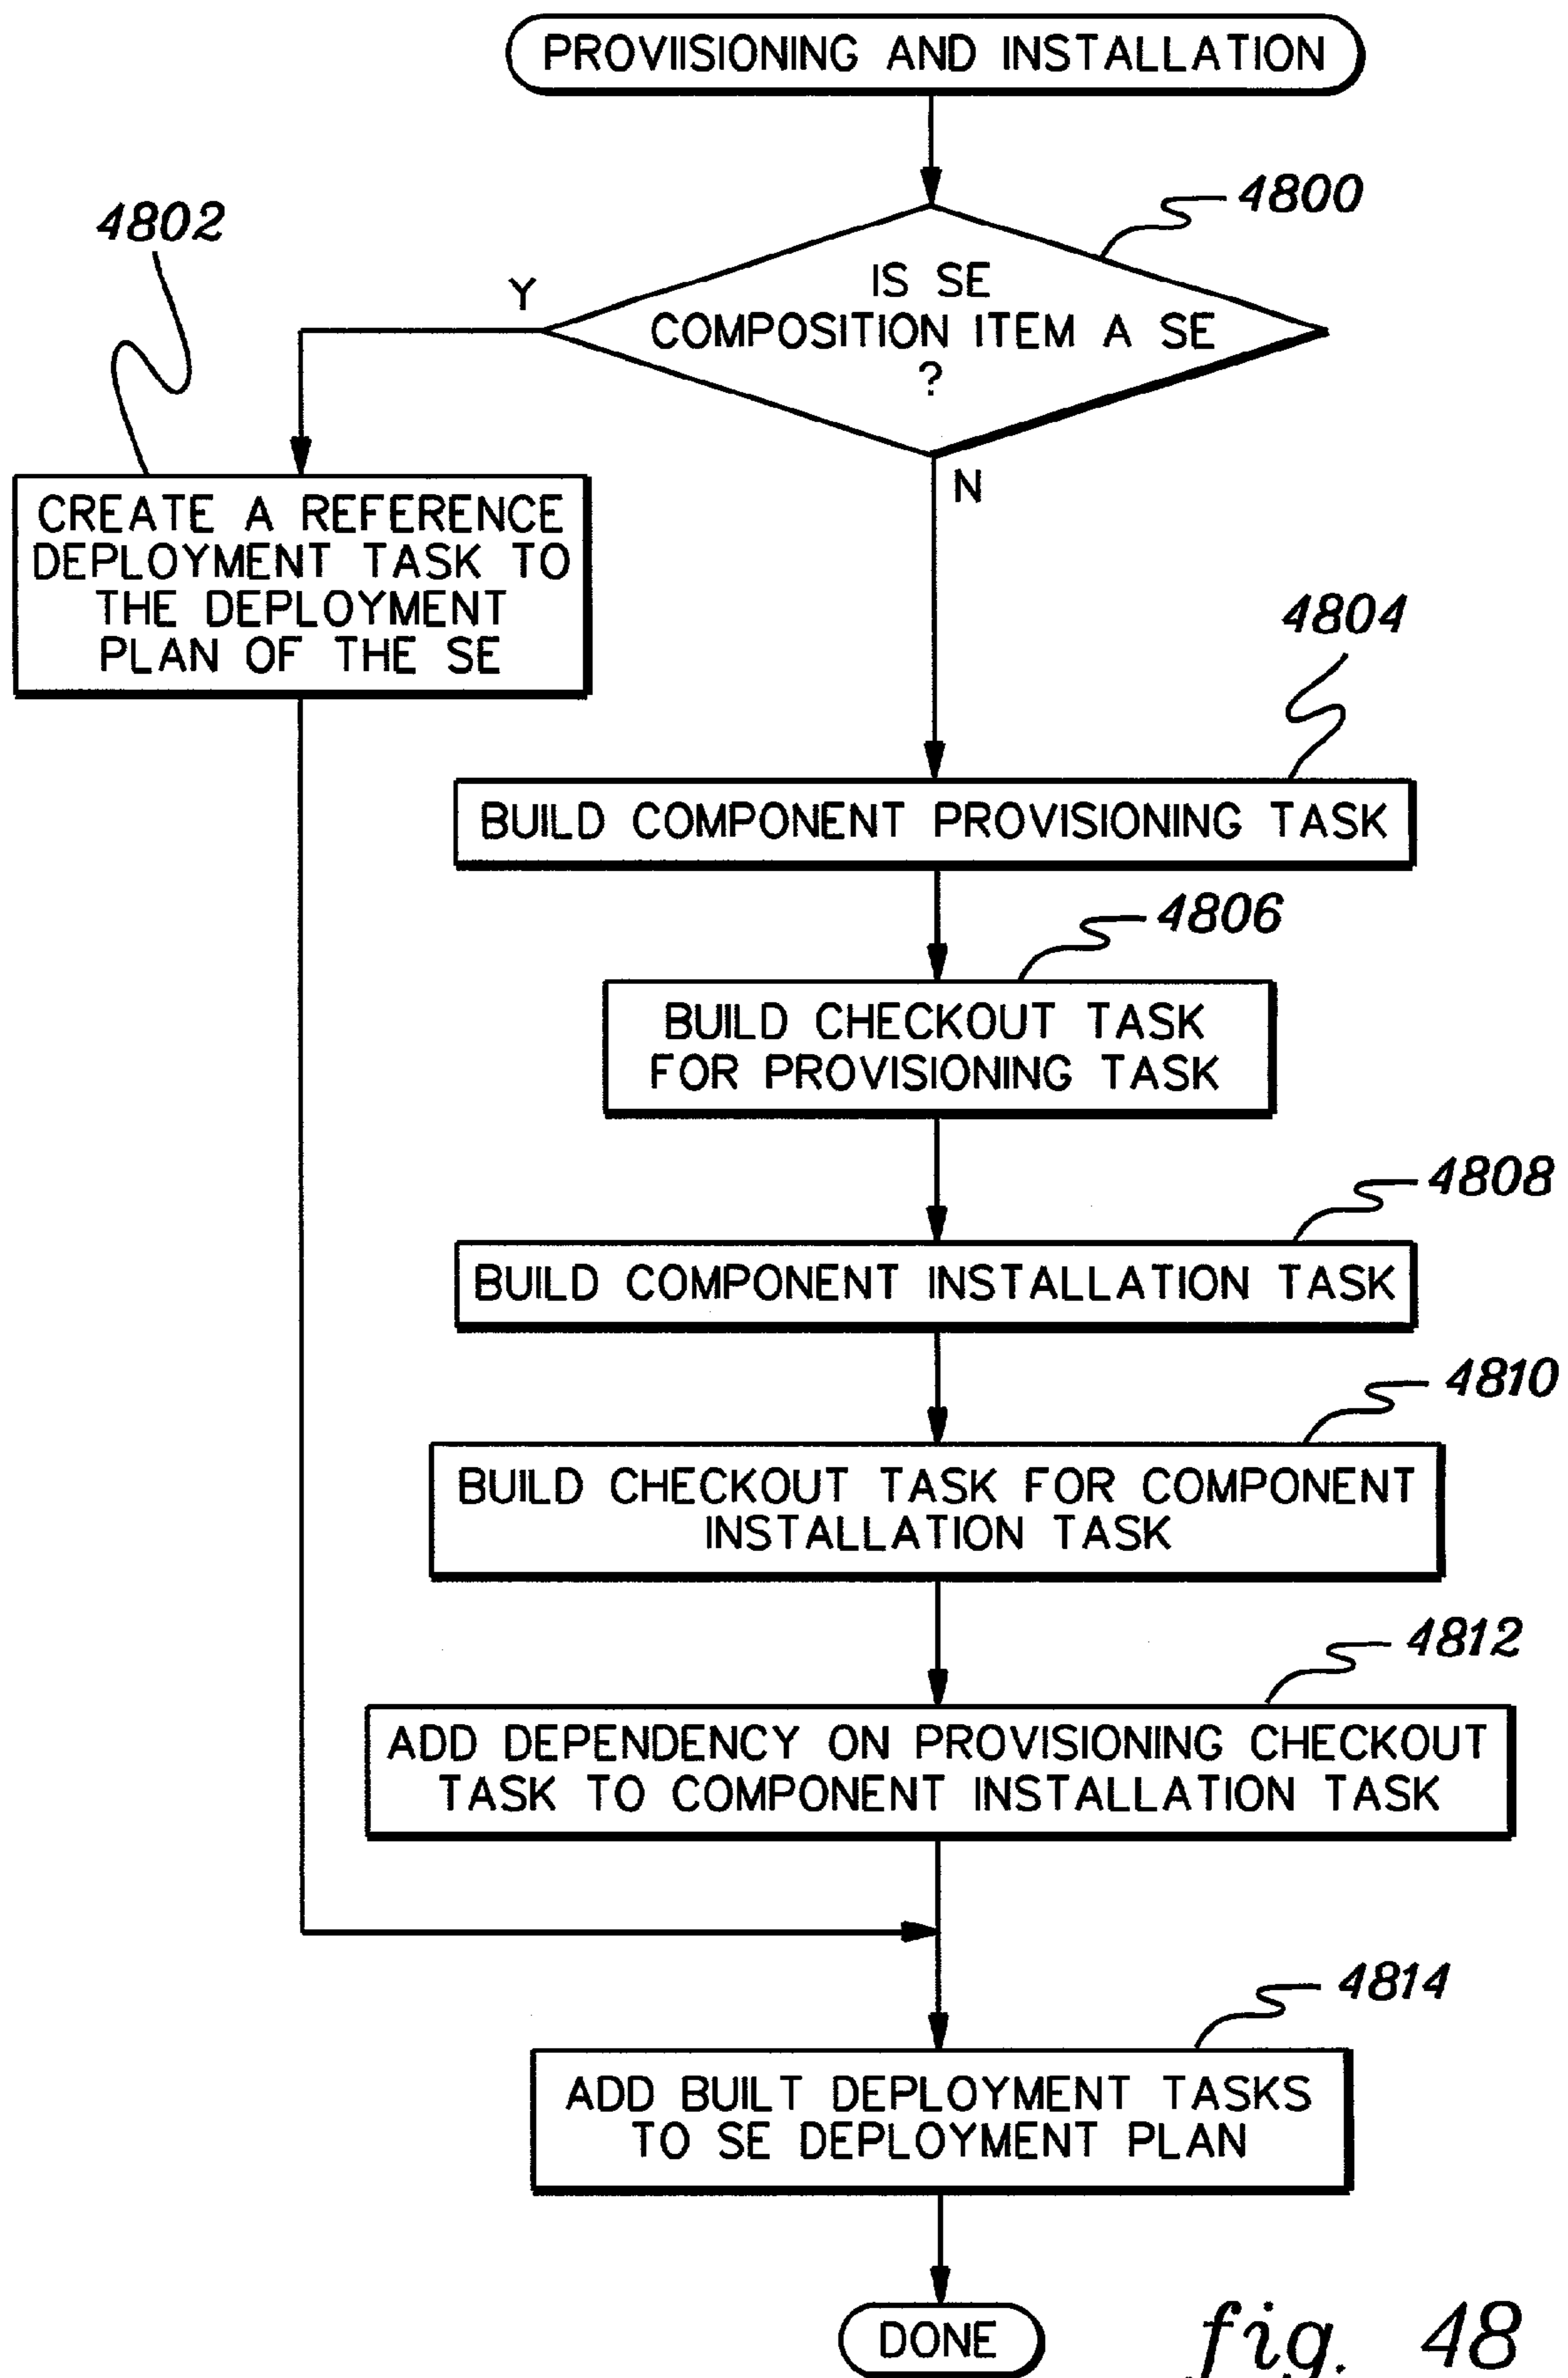 PROVIISIONING AND INSTALLATION
4800
4802
IS SE
COMPOSITION ITEM A SE
?
Y
N
CREATE A REFERENCE
DEPLOYMENT TASK TO
THE DEPLOYMENT
PLAN OF THE SE
4804
BUILD COMPONENT PROVISIONING TASK
4806
BUILD CHECKOUT TASK
FOR PROVISIONING TASK
4808
BUILD COMPONENT INSTALLATION TASK
4810
BUILD CHECKOUT TASK FOR COMPONENT
INSTALLATION TASK
4812
ADD DEPENDENCY ON PROVISIONING CHECKOUT
TASK TO COMPONENT INSTALLATION TASK
4814
ADD BUILT DEPLOYMENT TASKS
TO SE DEPLOYMENT PLAN
DONE
fig. 48